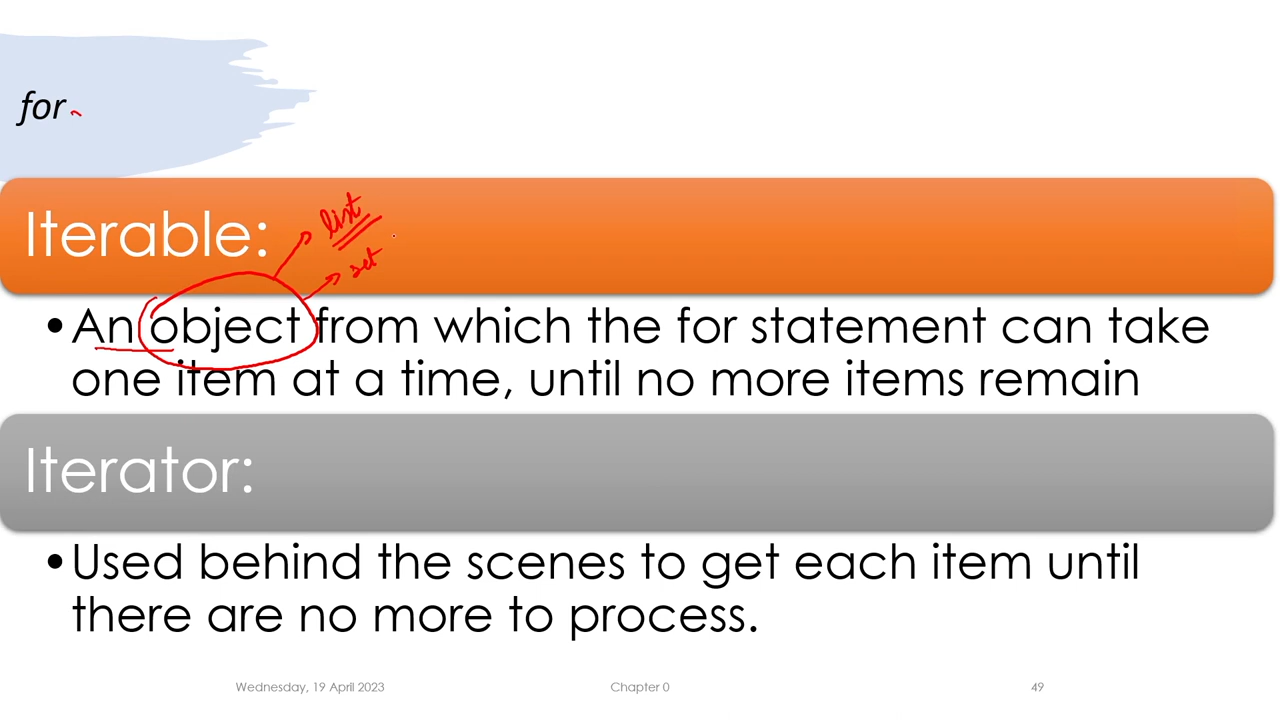 for
Iterable:
list
set
•An object from which the for statement can take
one item at a time, until no more items remain
Iterator:
•Used behind the scenes to get each item until
there are no more to process.
Wednesday, 19 April 2023 Chapter 0 49